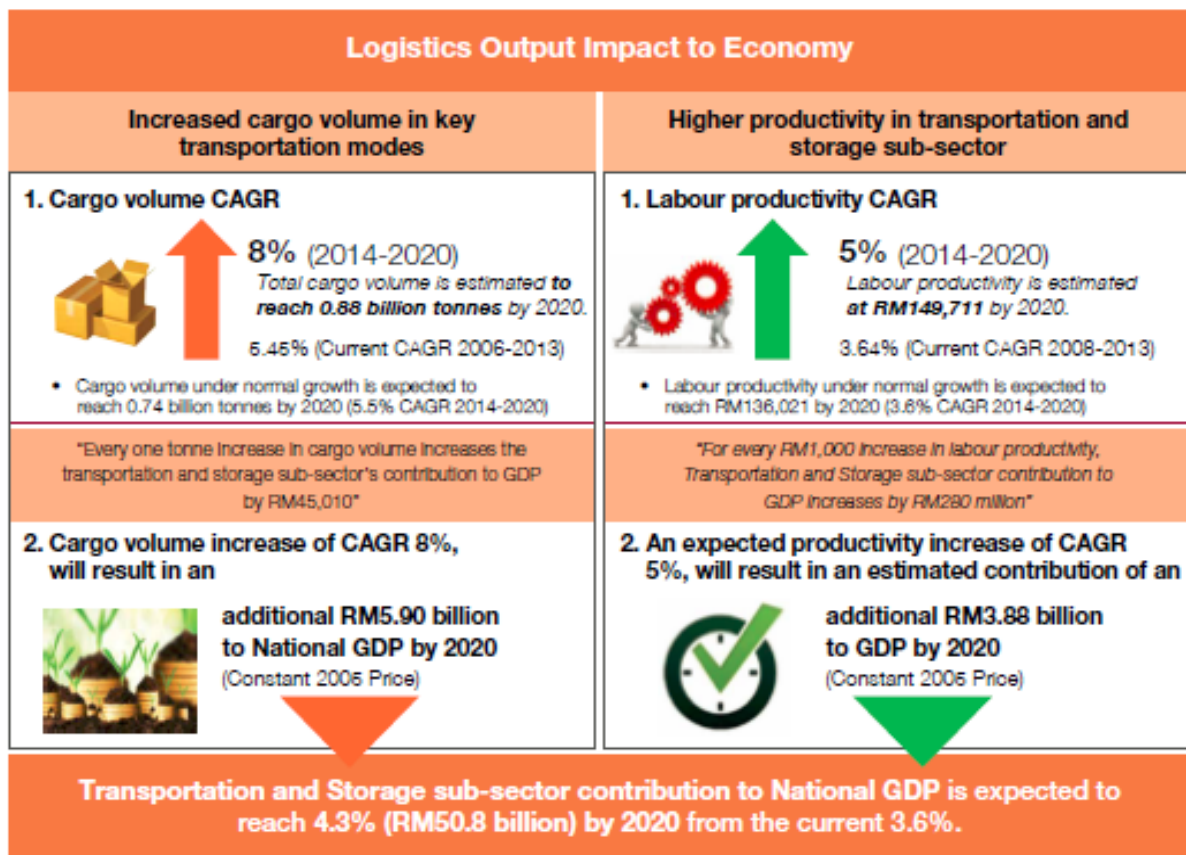 Logistics Output Impact to Economy
Increased cargo volume in key
transportation modes
1. Cargo volume CAGR
8% (2014-2020)
Total cargo volume is estimated to
reach 0.88 billion tonnes by 2020.
5.45% (Current CAGR 2006-2013)
• Cargo volume under normal growth is expected to
reach 0.74 billion tonnes by 2020 (5.5% CAGR 2014-2020)
"Every one tonne increase in cargo volume increases the
transportation and storage sub-sector's contribution to GDP
by RM45,010"
2. Cargo volume increase of CAGR 8%,
will result in an
additional RM5.90 billion
to National GDP by 2020
(Constant 2005 Price)
Higher productivity in transportation and
storage sub-sector
1. Labour productivity CAGR
5% (2014-2020)
Labour productivity is estimated
at RM149,711 by 2020.
3.64% (Current CAGR 2008-2013)
• Labour productivity under normal growth is expected to
reach RM136,021 by 2020 (3.6% CAGR 2014-2020)
"For every RM1,000 increase in labour productivity,
Transportation and Storage sub-sector contribution to
GDP increases by RM280 million"
2. An expected productivity increase of CAGR
5%, will result in an estimated contribution of an
additional RM3.88 billion
to GDP by 2020
(Constant 2005 Price)
Transportation and Storage sub-sector contribution to National GDP is expected to
reach 4.3% (RM50.8 billion) by 2020 from the current 3.6%.